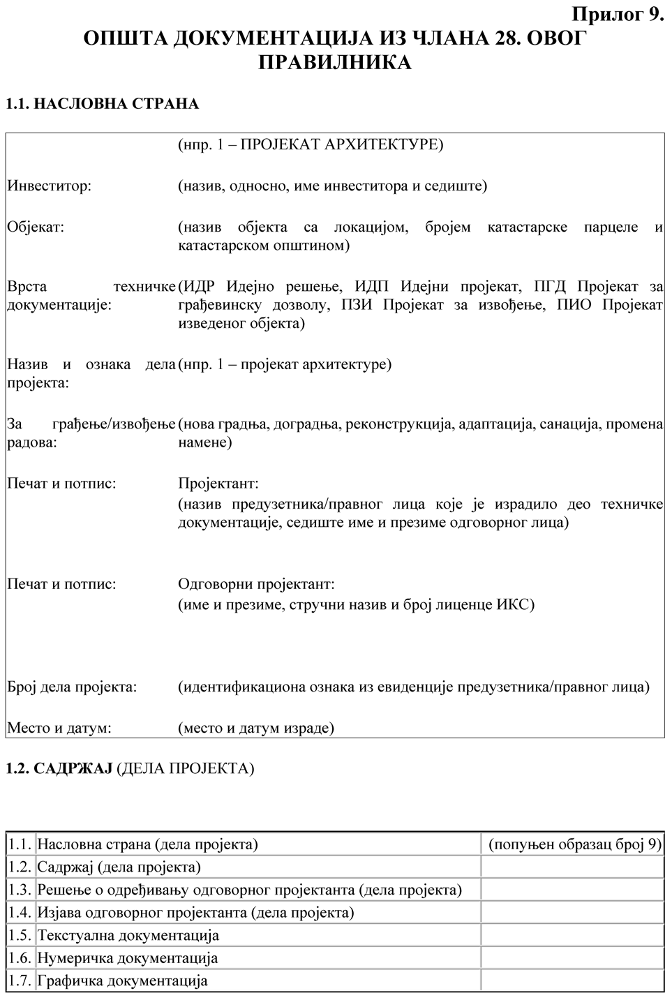 Прилог 9.
ОПШТА ДОКУМЕНТАЦИЈА ИЗ ЧЛАНА 28. ОВОГ
ПРАВИЛНИКА
1.1. НАСЛОВНА СТРАНА
(нпр. 1 – ПРОЈЕКАТ АРХИТЕКТУРЕ)
Инвеститор: (назив, односно, име инвеститора и седиште)
Објекат: (назив објекта са локацијом, бројем катастарске парцеле и
катастарском општином)
Врста техничке (ИДР Идејно решење, ИДП Идејни пројекат, ПГД Пројекат за
документације: грађевинску дозволу, ПЗИ Пројекат за извођење, ПИО Пројекат
изведеног објекта)
Назив и ознака дела (нпр. 1 – пројекат архитектуре)
пројекта:
За грађење/извођење (нова градња, доградња, реконструкција, адаптација, санација, промена
радова: намене)
Печат и потпис: Пројектант:
(назив предузетника/правног лица које је израдило део техничке
документације, седиште име и презиме одговорног лица)
Печат и потпис: Одговорни пројектант:
(име и презиме, стручни назив и број лиценце ИКС)
Број дела пројекта: (идентификациона ознака из евиденције предузетника/правног лица)
Место и датум: (место и датум израде)
1.2. САДРЖАЈ (ДЕЛА ПРОЈЕКТА)
1.1. Насловна страна (дела пројекта) (попуњен образац број 9)
1.2. Садржај (дела пројекта)
1.3. Решење о одређивању одговорног пројектанта (дела пројекта)
1.4. Изјава одговорног пројектанта (дела пројекта)
1.5. Текстуална документација
1.6. Нумеричка документација
1.7. Графичка документација